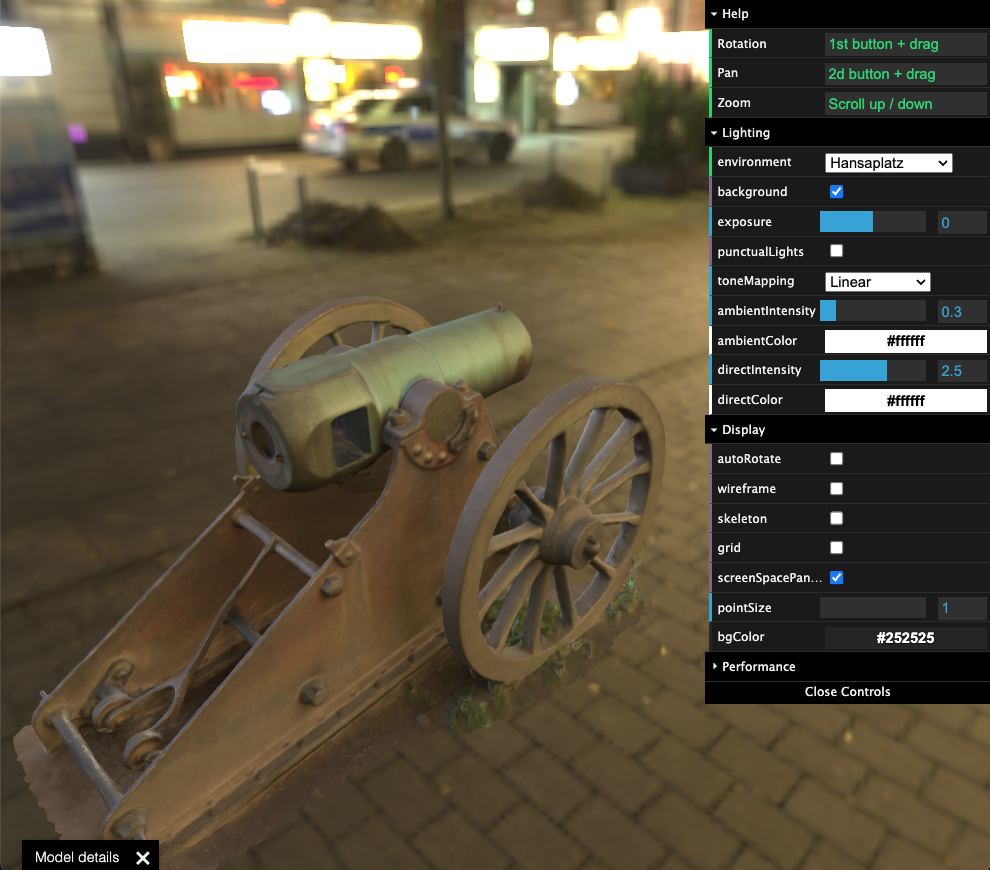 Help
Rotation 1st button + drag
Pan 2d button + drag
Zoom Scroll up / down
Lighting
environment Hansaplatz
background
exposure 0
punctualLights
toneMapping Linear
ambientIntensity 0.3
ambientColor #ffffff
directIntensity 2.5
directColor #ffffff
Display
autoRotate
wireframe
skeleton
grid
screenSpacePan...
pointSize 1
bgColor #252525
Performance
Close Controls
Model details